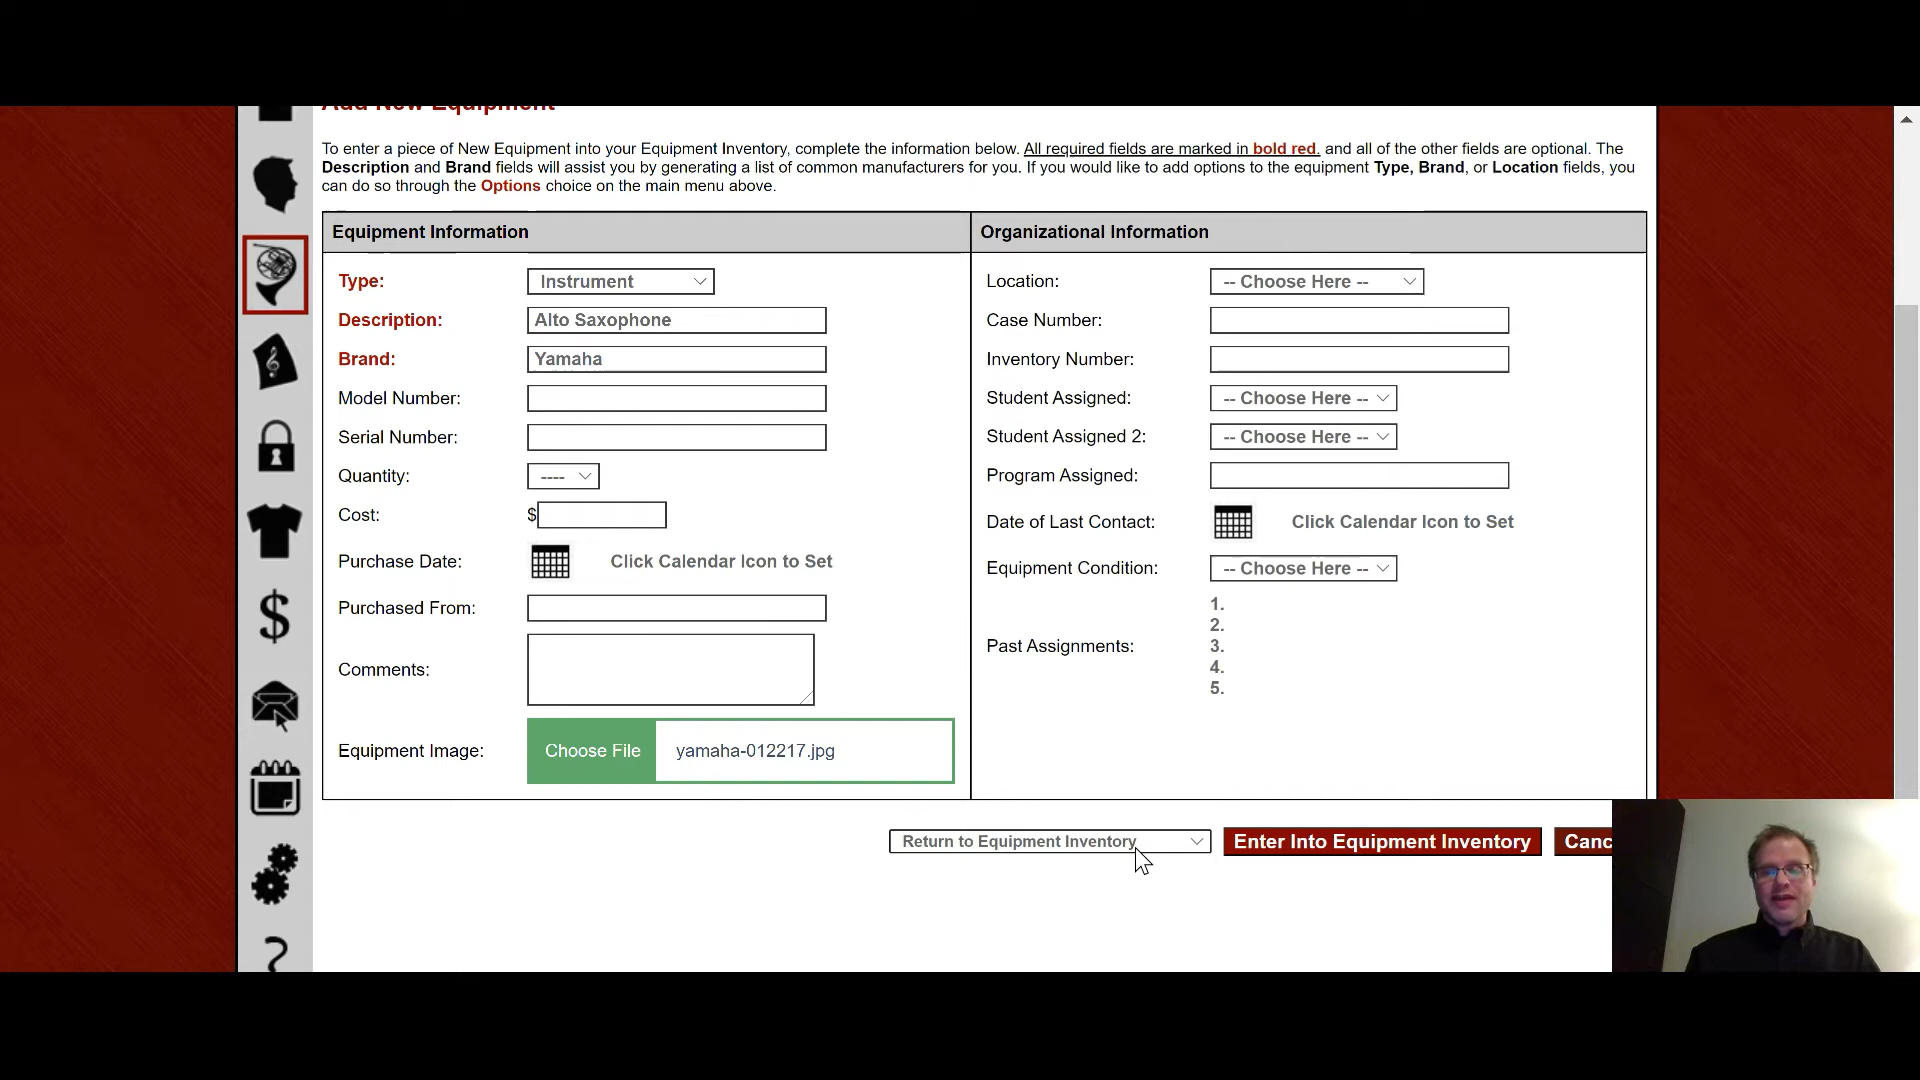 Add New Equipment
To enter a piece of New Equipment into your Equipment Inventory, complete the information below. All required fields are marked in bold red. and all of the other fields are optional. The
Description and Brand fields will assist you by generating a list of common manufacturers for you. If you would like to add options to the equipment Type, Brand, or Location fields, you
can do so through the Options choice on the main menu above.
Equipment Information
Type: Instrument
Description: Alto Saxophone
Brand: Yamaha
Model Number:
Serial Number:
Quantity: ----
Cost: $
Purchase Date: Click Calendar Icon to Set
Purchased From:
Comments:
Equipment Image: Choose File yamaha-012217.jpg
Organizational Information
Location: -- Choose Here --
Case Number:
Inventory Number:
Student Assigned: -- Choose Here --
Student Assigned 2: -- Choose Here --
Program Assigned:
Date of Last Contact: Click Calendar Icon to Set
Equipment Condition: -- Choose Here --
Past Assignments:
1.
2.
3.
4.
5.
Return to Equipment Inventory Enter Into Equipment Inventory Canc